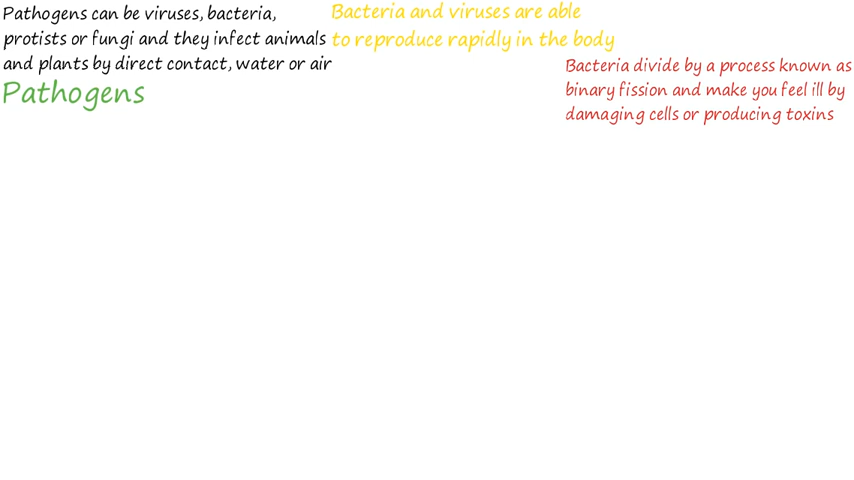 Pathogens can be viruses, bacteria,
protists or fungi and they infect animals
and plants by direct contact, water or air
Pathogens
Bacteria and viruses are able
to reproduce rapidly in the body
Bacteria divide by a process known as
binary fission and make you feel ill by
damaging cells or producing toxins